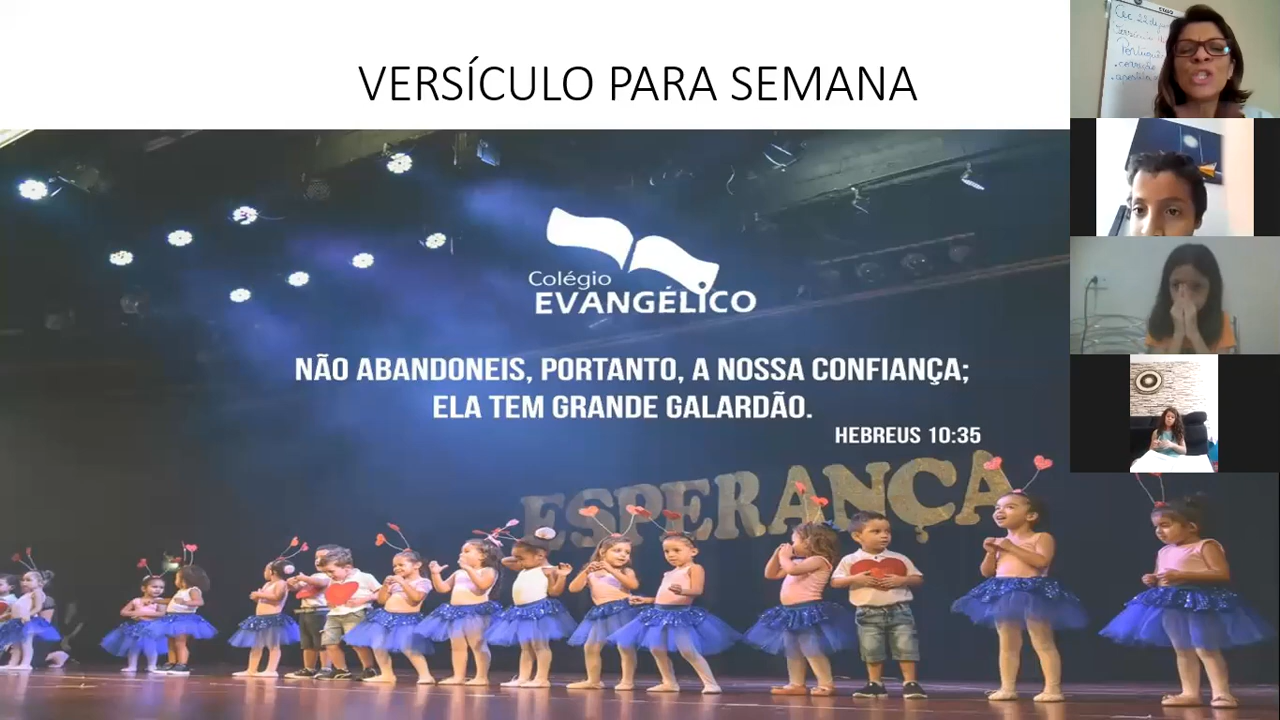 VERSÍCULO PARA SEMANA
Colégio
EVANGÉLICO
NÃO ABANDONEIS, PORTANTO, A NOSSA CONFIANÇA;
ELA TEM GRANDE GALARDÃO.
HEBREUS 10:35
ESPERANÇA